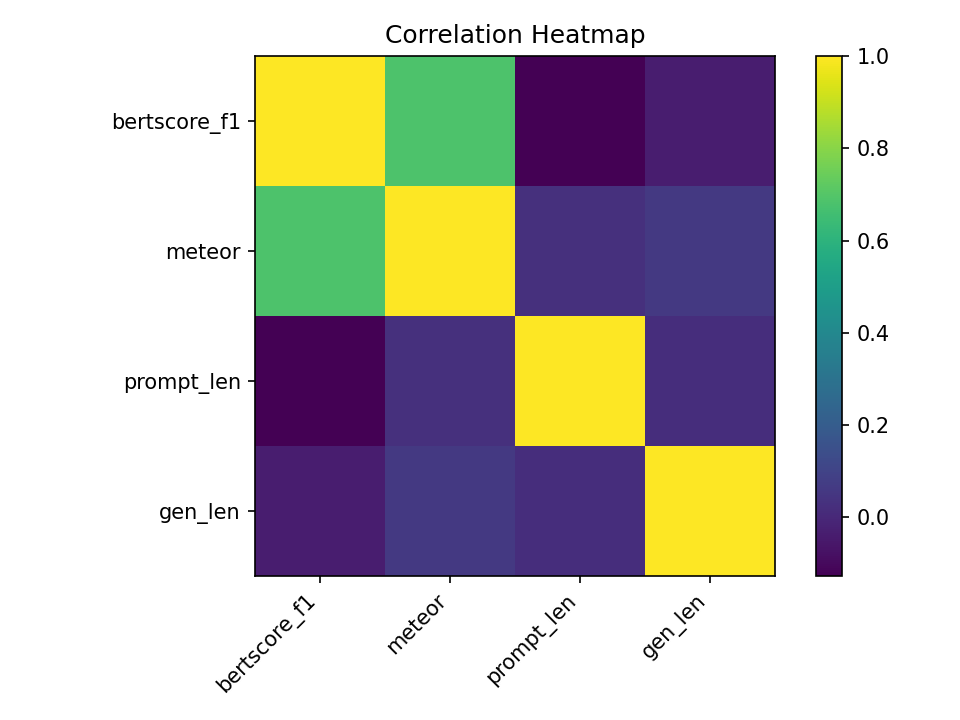 Correlation Heatmap
bertscore_f1
meteor
prompt_len
gen_len
bertscore_f1
meteor
prompt_len
gen_len
1.0
0.8
0.6
0.4
0.2
0.0